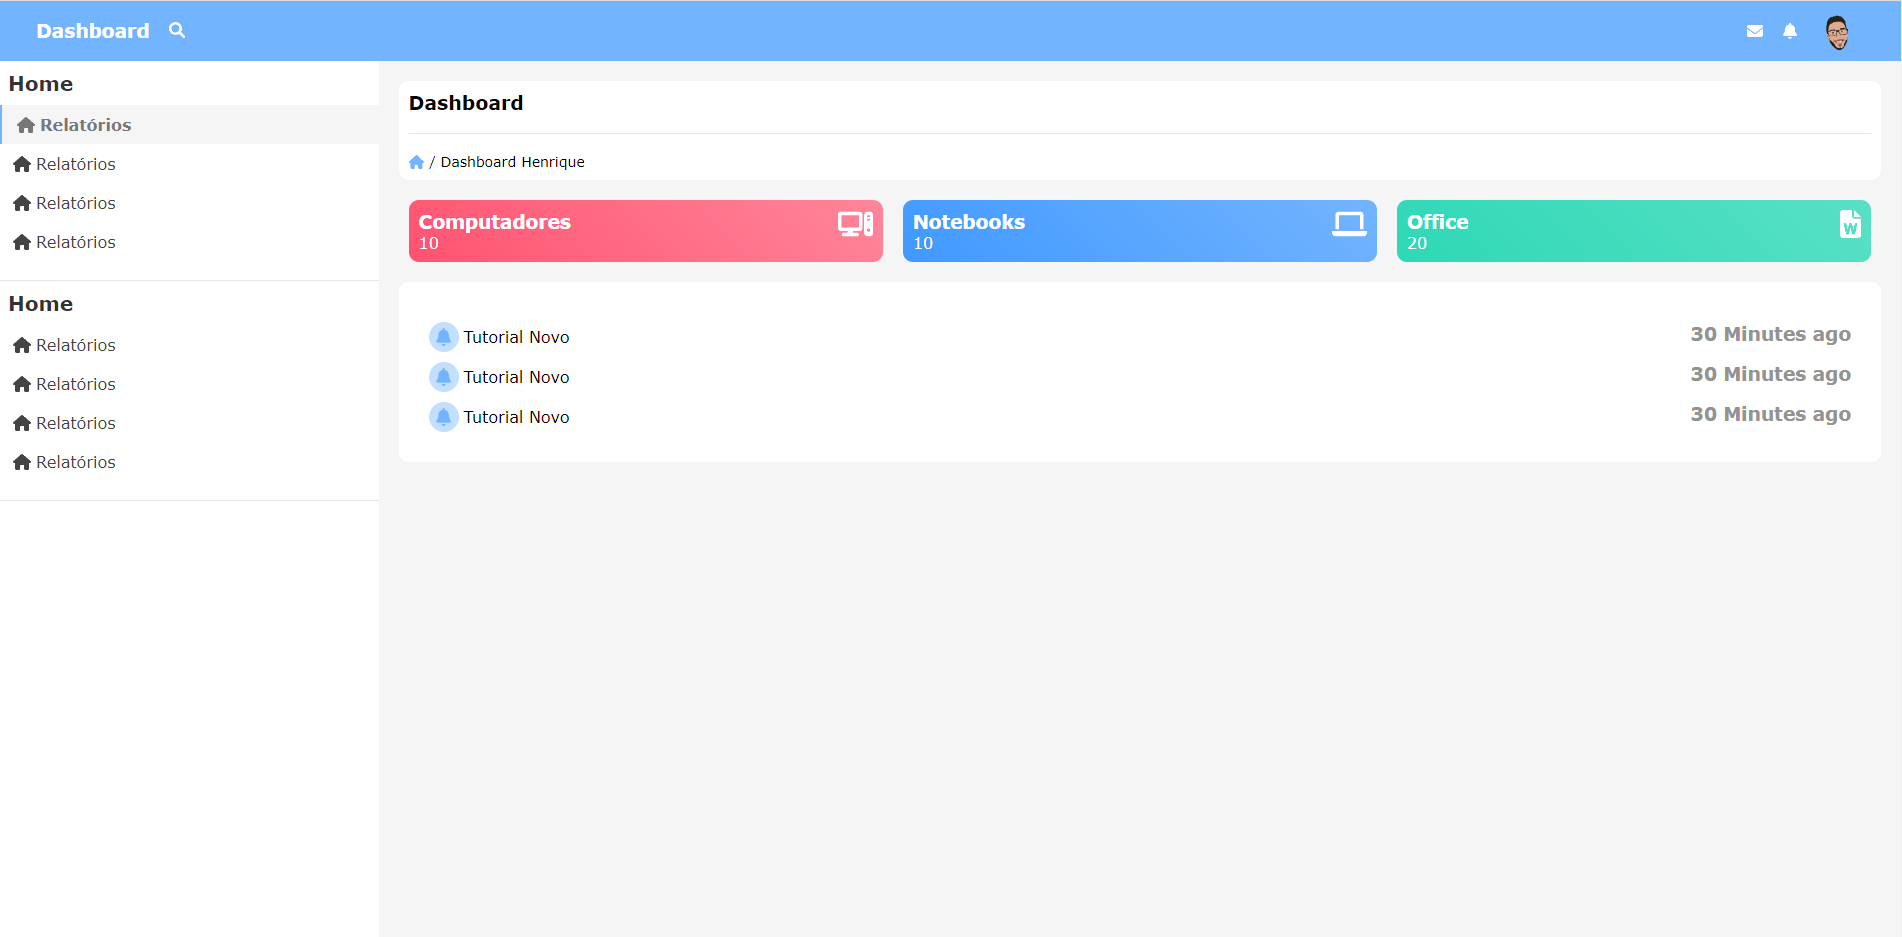 Dashboard
Home
Relatórios
Relatórios
Relatórios
Relatórios
Home
Relatórios
Relatórios
Relatórios
Relatórios
Dashboard
/ Dashboard Henrique
Computadores
10
Notebooks
10
Office
20
W
Tutorial Novo 30 Minutes ago
Tutorial Novo 30 Minutes ago
Tutorial Novo 30 Minutes ago